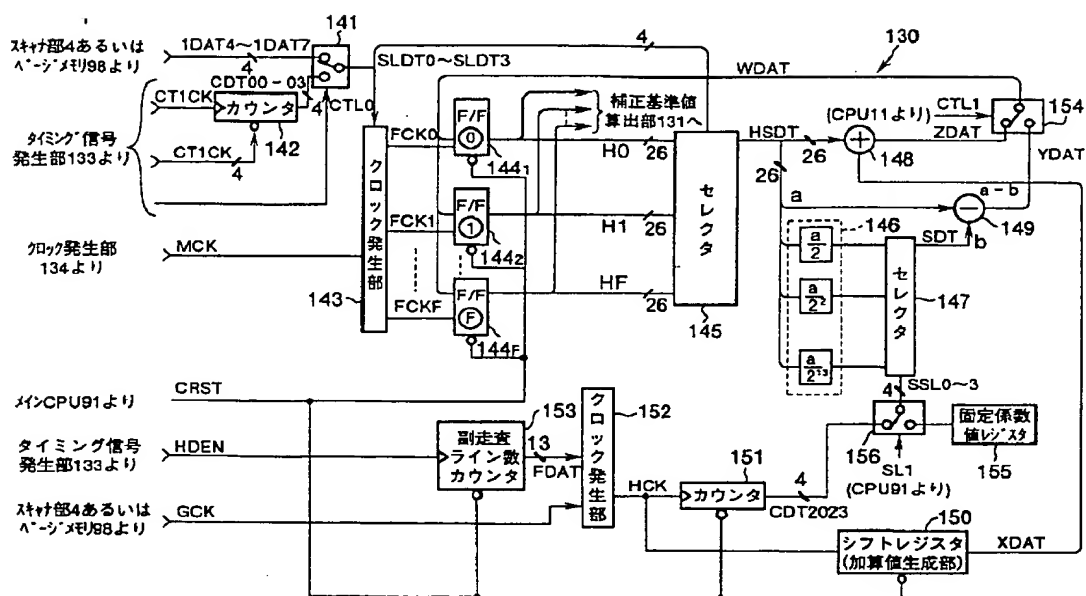 スキャナ部4あるいは
ページメモリ98より
1DAT4~1DAT7
4
141
SLDT0~SLDT3
4
130
WDAT
CDT00-03
4
CT1CK
カウンタ
142
CTL0
タイミング信号
発生部133より
CT1CK
4
FCK0
F/F
0
144₁
補正基準値
算出部131へ
H0
26
HSDT
26
(CPU11より)
CTL1
154
ZDAT
YDAT
148
26
a
a-b
149
クロック発生部
143
FCK1
F/F
1
144₂
H1
26
セレクタ
145
146
a/2
SDT
b
クロック発生部
134より
MCK
FCKF
F/F
F
144F
HF
26
a/2²
セレクタ
147
a/2¹³
メインCPU91より
CRST
クロック発生部
152
SSL0~3
4
156
SL1
(CPU91より)
固定係数
値レジスタ
155
タイミング信号
発生部133より
HDEN
153
副走査
ライン数
カウンタ
13
FDAT
HCK
151
カウンタ
4
CDT2023
スキャナ部4あるいは
ページメモリ98より
GCK
150
シフトレジスタ
(加算値生成部)
XDAT